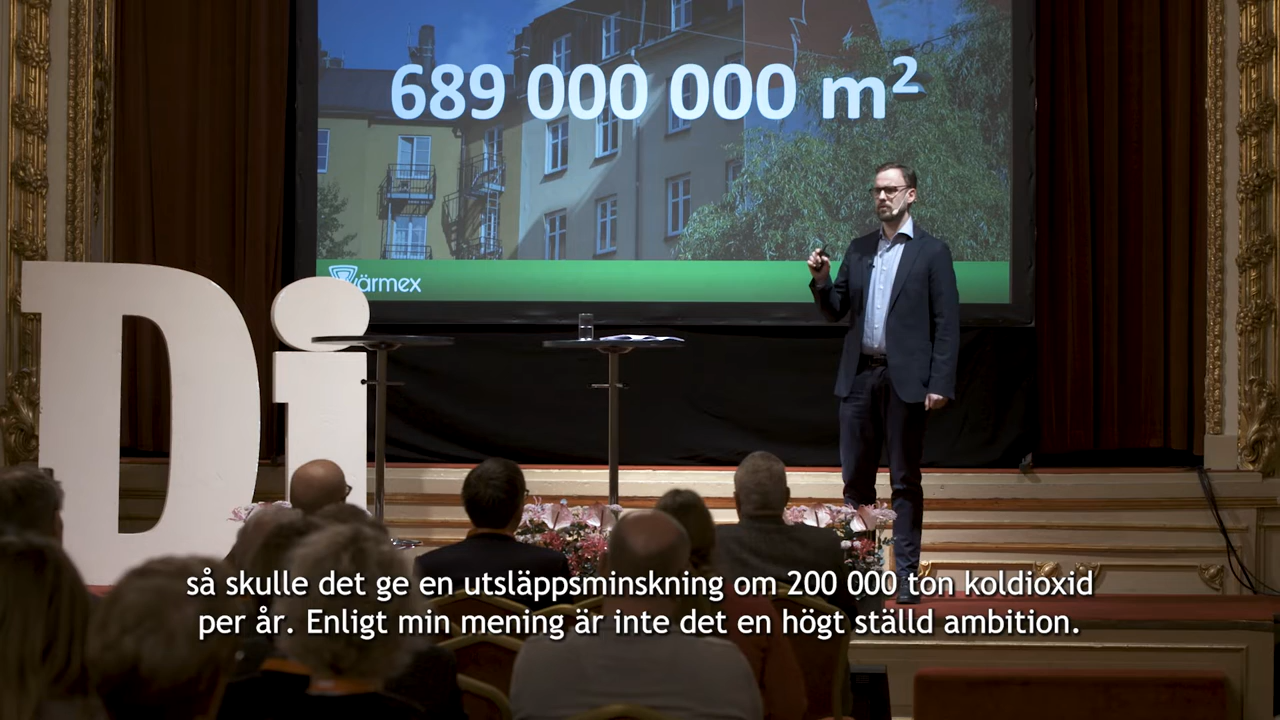 689 000 000 m²
värmex
Di
så skulle det ge en utsläppsminskning om 200 000 ton koldioxid
per år. Enligt min mening är inte det en högt ställd ambition.